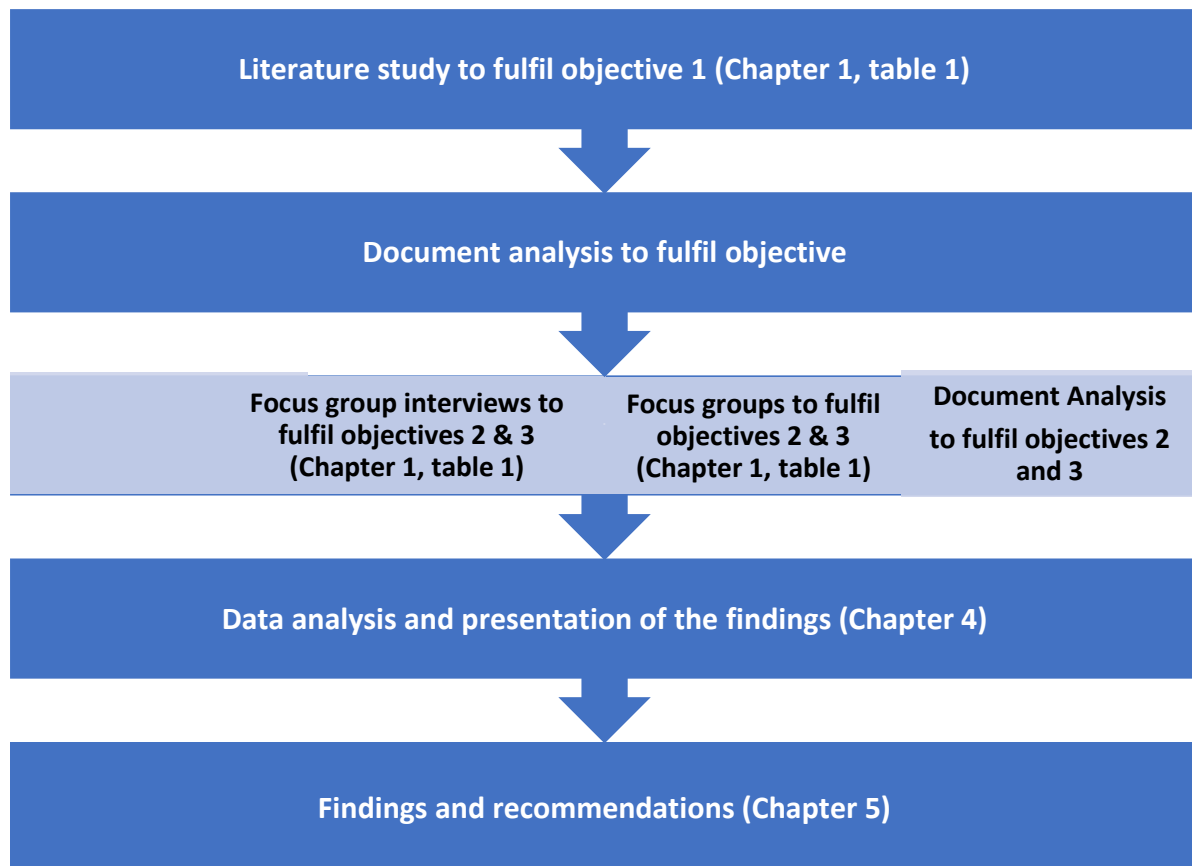 Literature study to fulfil objective 1 (Chapter 1, table 1)
Document analysis to fulfil objective
Focus group interviews to
fulfil objectives 2 & 3
(Chapter 1, table 1)
Focus groups to fulfil
objectives 2 & 3
(Chapter 1, table 1)
Document Analysis
to fulfil objectives 2
and 3
Data analysis and presentation of the findings (Chapter 4)
Findings and recommendations (Chapter 5)